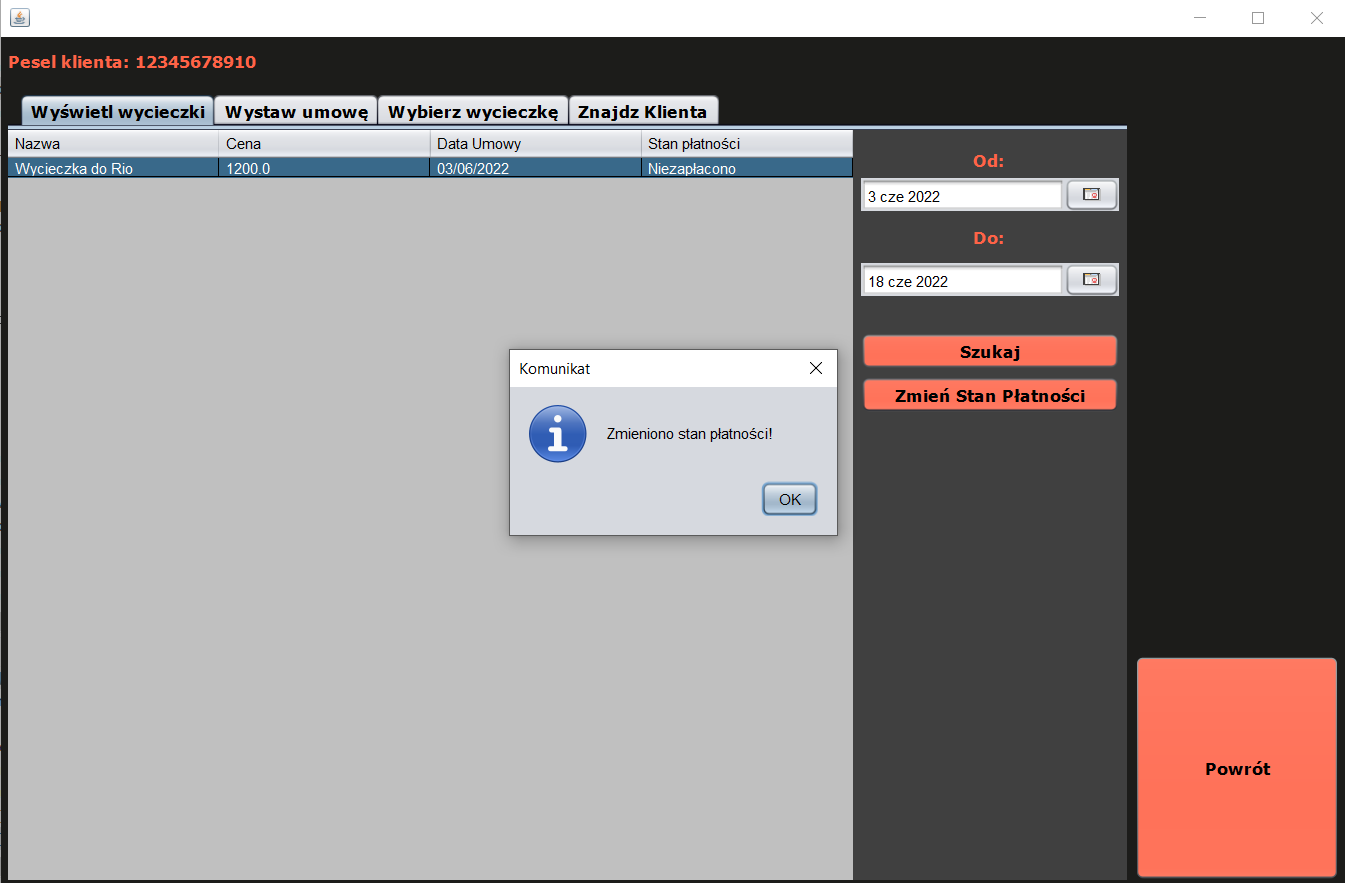 Pesel klienta: 12345678910
Wyświetl wycieczki Wystaw umowę Wybierz wycieczkę Znajdz Klienta
Nazwa Cena Data Umowy Stan płatności
Wycieczka do Rio 1200.0 03/06/2022 Niezapłacono
Od:
3 cze 2022
Do:
18 cze 2022
Szukaj
Zmień Stan Płatności
Komunikat
Zmieniono stan płatności!
OK
Powrót